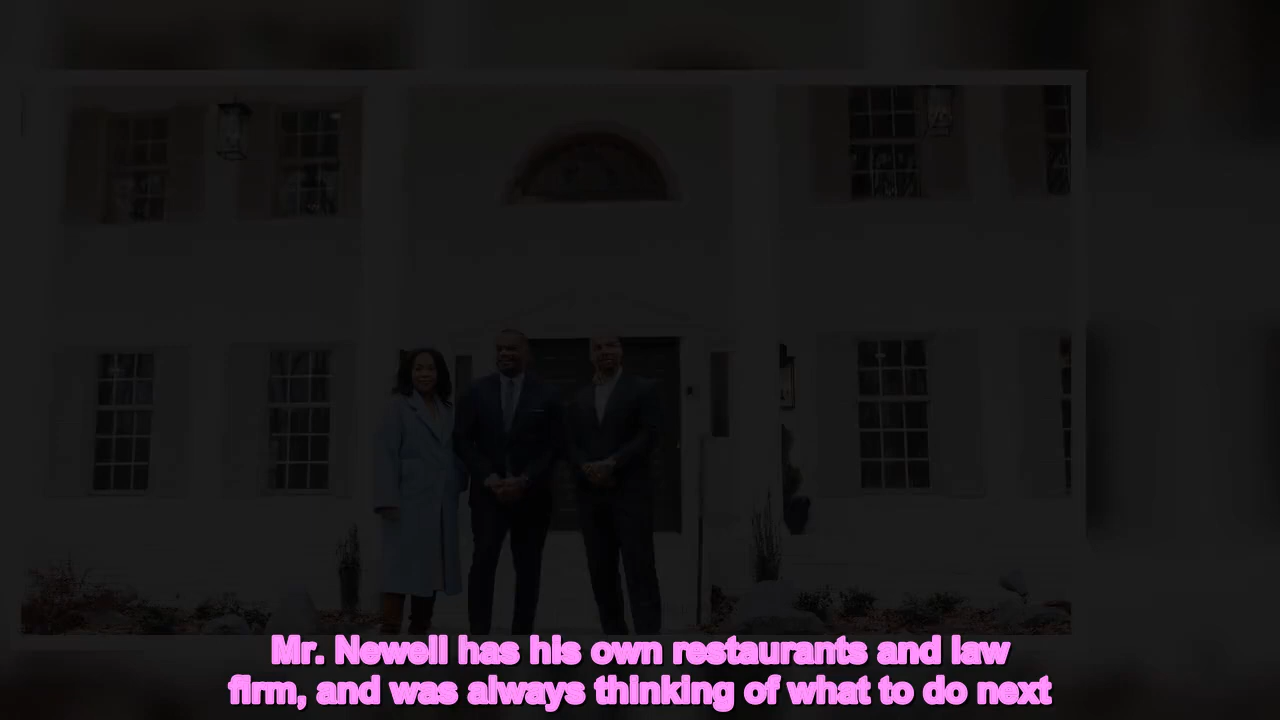 Mr. Newell has his own restaurants and law
firm, and was always thinking of what to do next